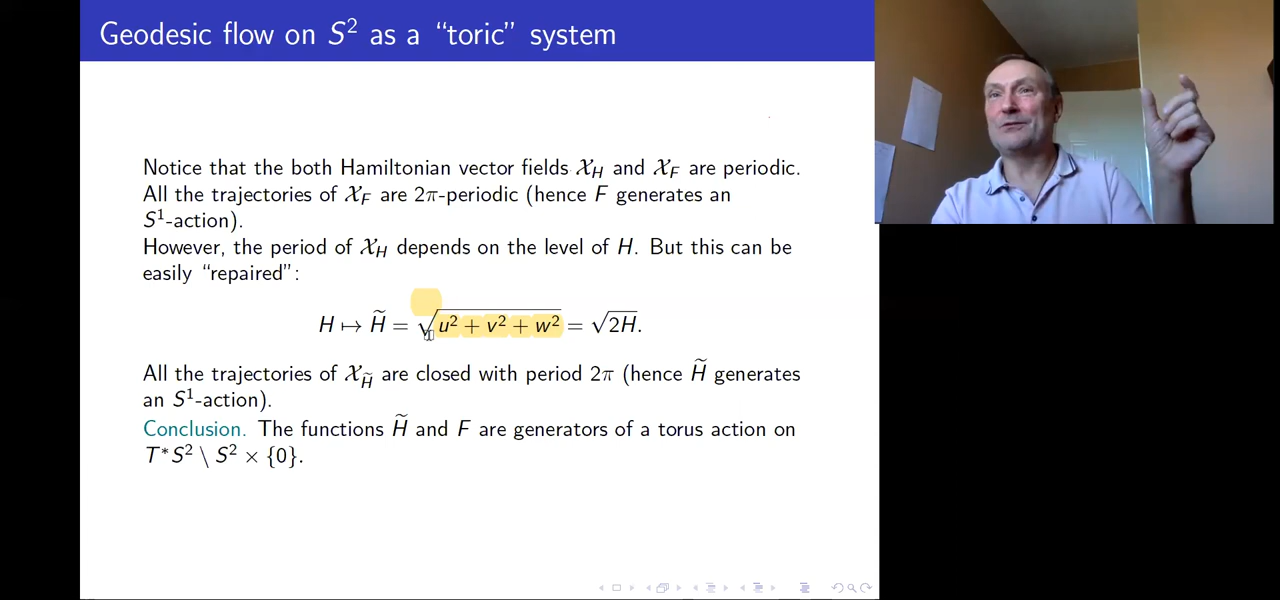 Geodesic flow on S² as a “toric” system
Notice that the both Hamiltonian vector fields 𝒳_H and 𝒳_F are periodic.
All the trajectories of 𝒳_F are 2π-periodic (hence F generates an
S¹-action).
However, the period of 𝒳_H depends on the level of H. But this can be
easily “repaired”:
H ↦ H̃ = √(u² + v² + w²) = √(2H).
All the trajectories of 𝒳_H̃ are closed with period 2π (hence H̃ generates
an S¹-action).
Conclusion. The functions H̃ and F are generators of a torus action on
T*S² \ S² × {0}.